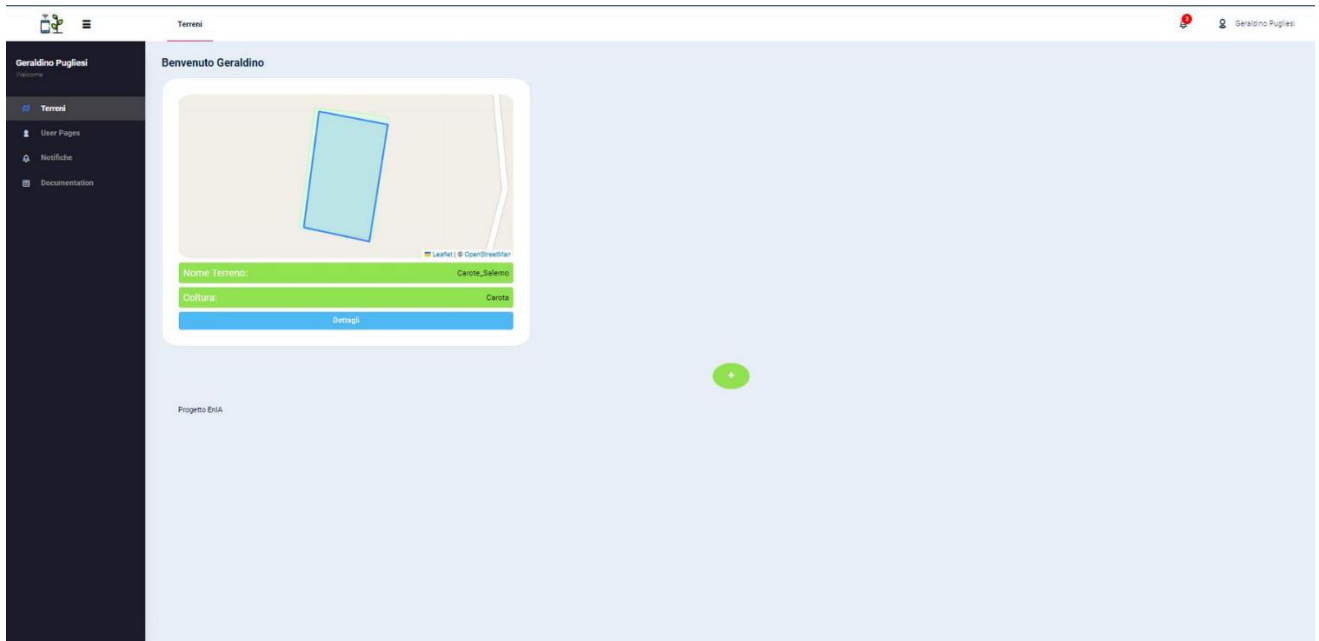 Terreni
2
Geraldino Pugliesi
Geraldino Pugliesi
Welcome
Terreni
User Pages
Notifiche
Documentation
Benvenuto Geraldino
Leaflet | © OpenStreetMap
Nome Terreno: Carote_Salerno
Coltura: Carota
Dettagli
+
Progetto EnIA